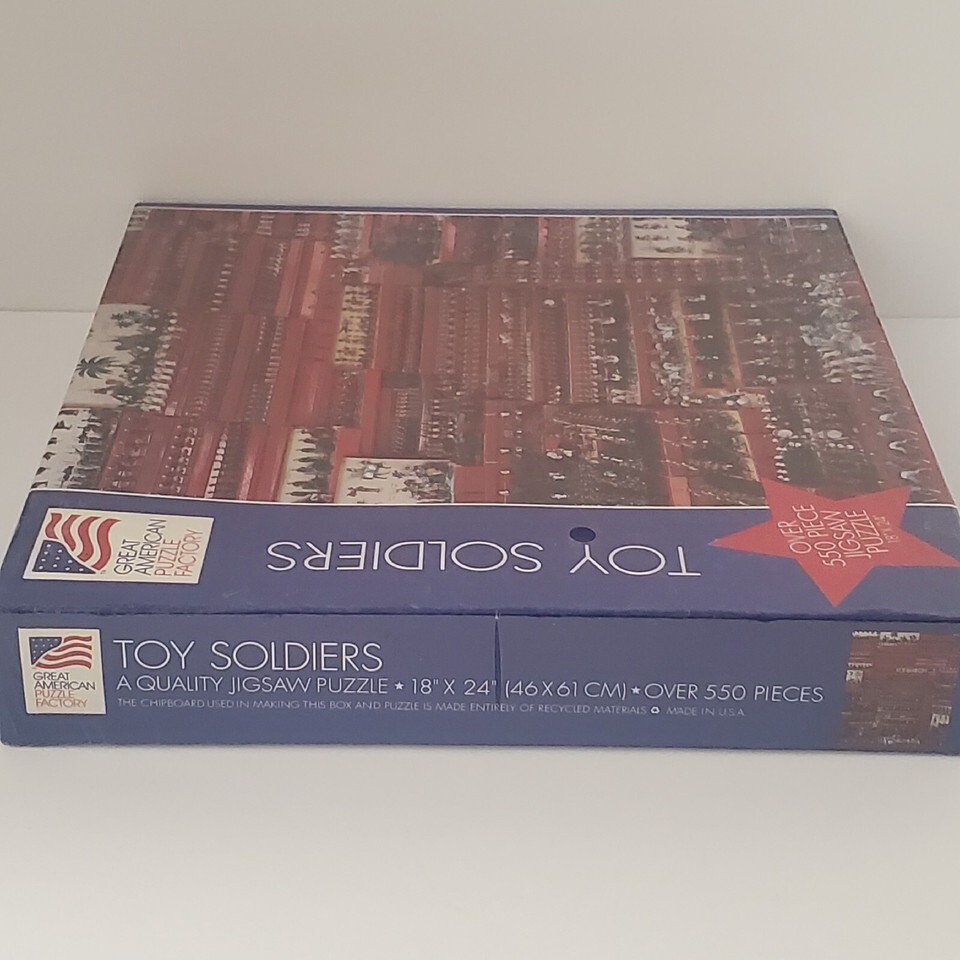 GREAT
AMERICAN
PUZZLE
FACTORY
TOY SOLDIERS
OVER
550 PIECE
JIGSAW
PUZZLE
18" X 24"
GREAT
AMERICAN
PUZZLE
FACTORY
TOY SOLDIERS
A QUALITY JIGSAW PUZZLE ★ 18" X 24" (46 X 61 CM) ★ OVER 550 PIECES
THE CHIPBOARD USED IN MAKING THIS BOX AND PUZZLE IS MADE ENTIRELY OF RECYCLED MATERIALS ♻ MADE IN U.S.A.